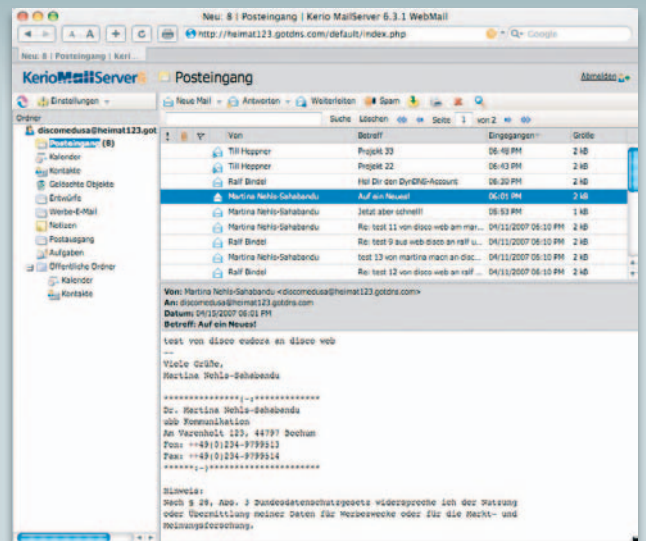 Neu: 8 | Posteingang | Kerio MailServer 6.3.1 WebMail
A A + C http://heimat123.gotdns.com/default/index.php Q- Google
Neu: 8 | Posteingang | Keri...
Kerio MailServer Posteingang Abmelden
Einstellungen Neue Mail Antworten Weiterleiten Spam
Ordner Suche Löschen Seite 1 von 2
discomedusa@heimat123.got
! Von Betreff Eingegangen Größe
Posteingang (8)
Kalender
Kontakte
Gelöschte Objekte
Entwürfe
Werbe-E-Mail
Notizen
Postausgang
Aufgaben
Öffentliche Ordner
Kalender
Kontakte
Till Heppner Projekt 33 06:48 PM 2 kB
Till Heppner Projekt 22 06:43 PM 2 kB
Ralf Bindel Hol Dir den DynDNS-Account 06:20 PM 2 kB
Martina Nehls-Sahabandu Auf ein Neues! 06:01 PM 2 kB
Martina Nehls-Sahabandu Jetzt aber schnell! 05:53 PM 1 kB
Martina Nehls-Sahabandu Re: test 11 von disco web am mar... 04/11/2007 06:10 PM 2 kB
Ralf Bindel Re: test 9 aus web disco an ralf u... 04/11/2007 06:10 PM 2 kB
Martina Nehls-Sahabandu test 13 von martina macn an disc... 04/11/2007 06:10 PM 2 kB
Ralf Bindel Re: test 12 von disco web an ralf ... 04/11/2007 06:10 PM 2 kB
Von: Martina Nehls-Sahabandu <discomedusa@heimat123.gotdns.com>
An: discomedusa@heimat123.gotdns.com
Datum: 04/15/2007 06:01 PM
Betreff: Auf ein Neues!
test von disco eudora an disco web
--
Viele Grüße,
Martina Nehls-Sahabandu
****************;-;**************
Dr. Martina Nehls-Sahabandu
ubb Kommunikation
Am Varenholt 123, 44797 Bochum
Fon: ++49(0)234-9799513
Fax: ++49(0)234-9799514
******;-;************************
Hinweis:
Nach § 28, Abs. 3 Bundesdatenschutzgesetz widerspreche ich der Nutzung
oder Übermittlung meiner Daten für Werbezwecke oder für die Markt- und
Meinungsforschung.